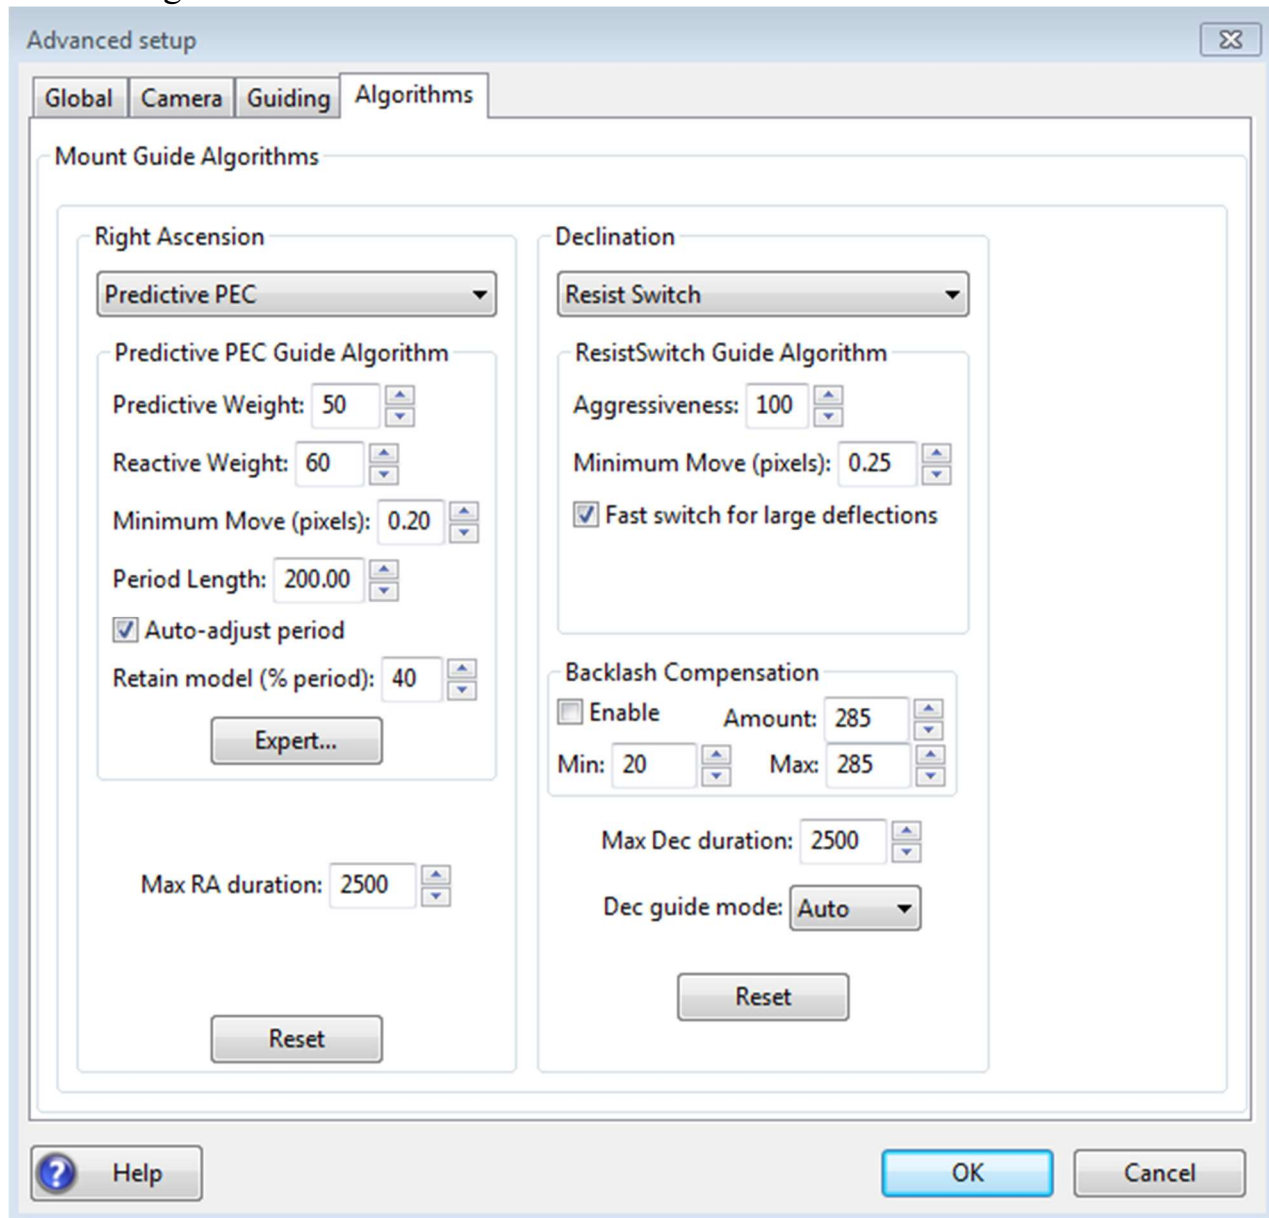 Advanced setup
Global Camera Guiding Algorithms
Mount Guide Algorithms
Right Ascension
Predictive PEC
Predictive PEC Guide Algorithm
Predictive Weight: 50
Reactive Weight: 60
Minimum Move (pixels): 0.20
Period Length: 200.00
Auto-adjust period
Retain model (% period): 40
Expert...
Max RA duration: 2500
Reset
Declination
Resist Switch
ResistSwitch Guide Algorithm
Aggressiveness: 100
Minimum Move (pixels): 0.25
Fast switch for large deflections
Backlash Compensation
Enable Amount: 285
Min: 20 Max: 285
Max Dec duration: 2500
Dec guide mode: Auto
Reset
Help OK Cancel